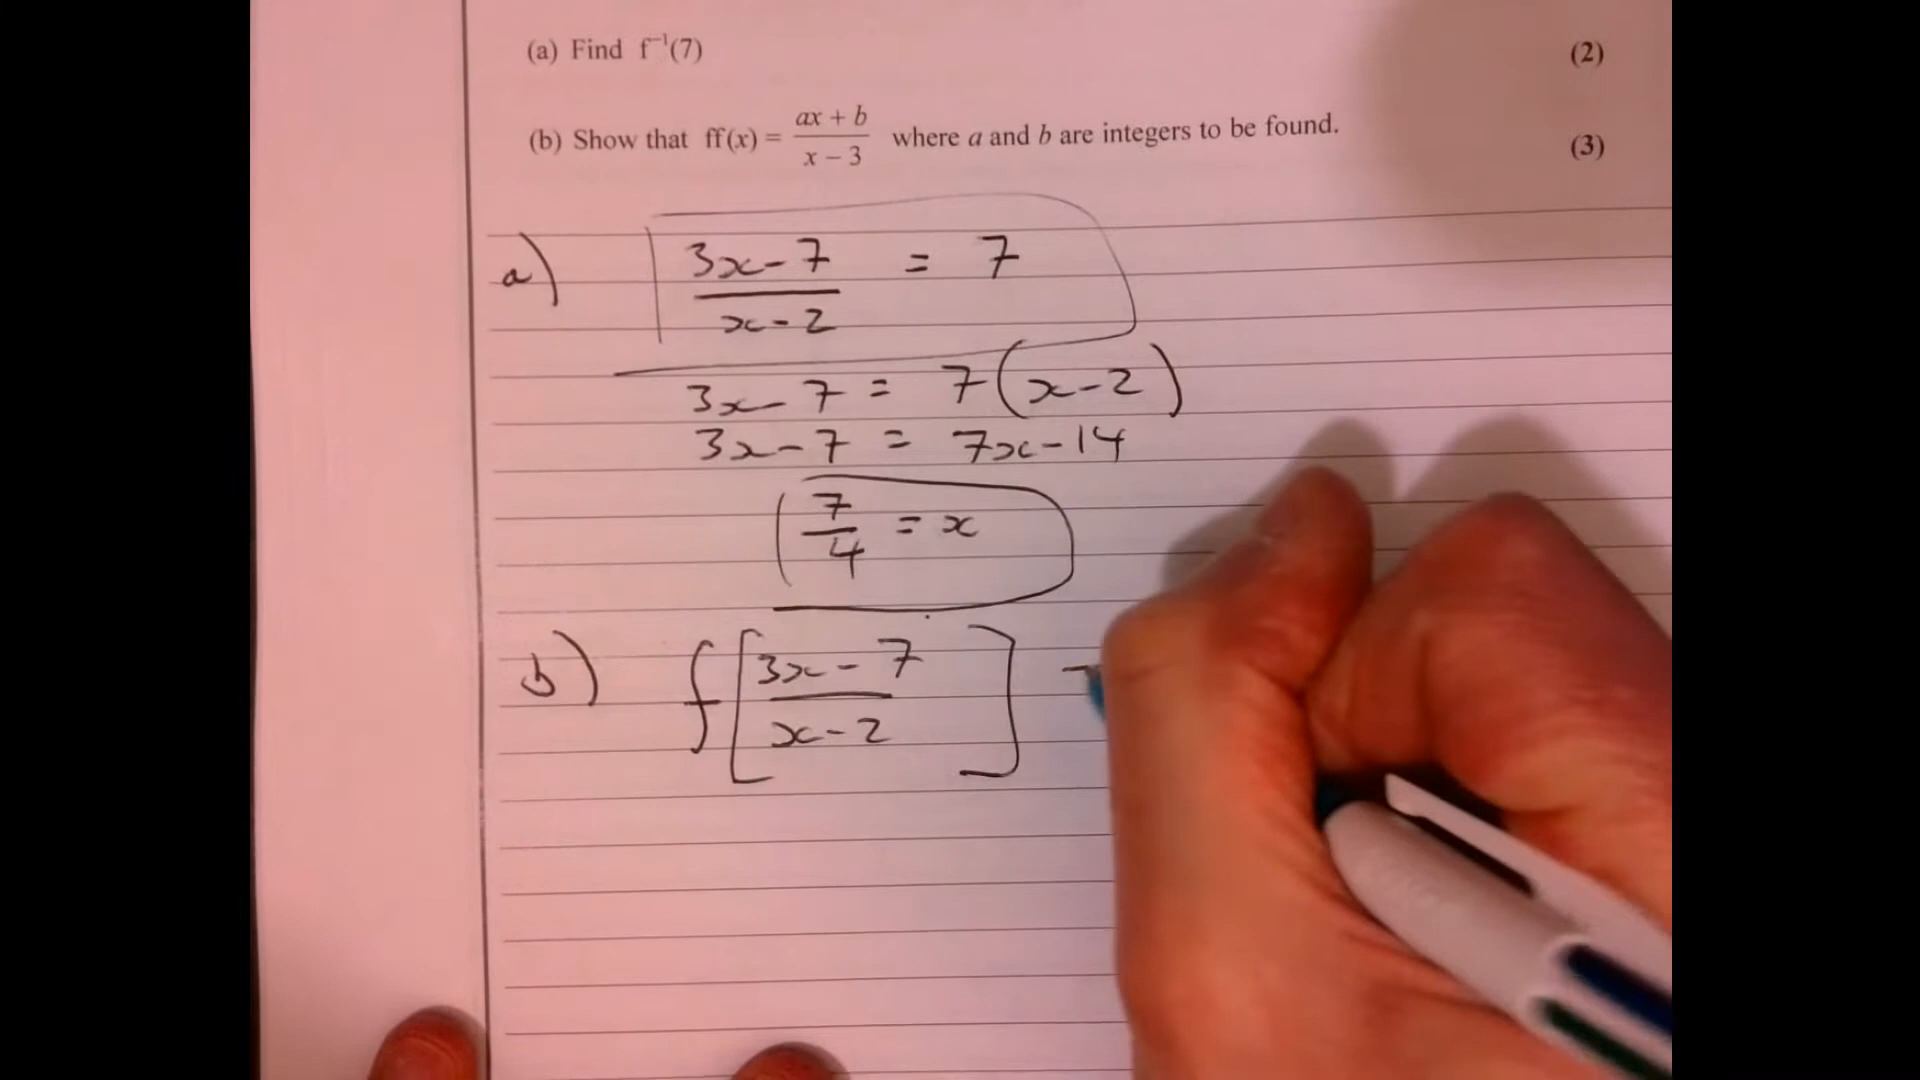 (a) Find f⁻¹(7) (2)
(b) Show that ff(x) = (ax + b)/(x – 3) where a and b are integers to be found. (3)
a) (3x-7)/(x-2) = 7
3x-7 = 7(x-2)
3x-7 = 7x-14
7/4 = x
b) f[(3x-7)/(x-2)]